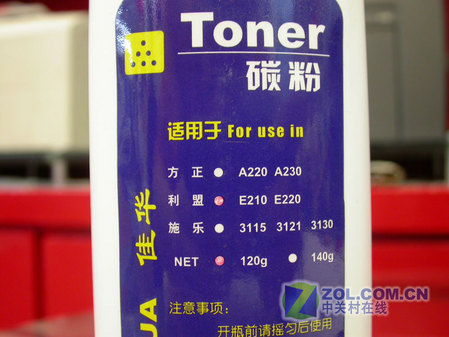 Toner
碳粉
适用于 For use in
方正 A220 A230
利盟 E210 E220
施乐 3115 3121 3130
NET 120g 140g
注意事项:
开瓶前请摇匀后使用
佳华
UA
ZOL.COM.CN
中关村在线